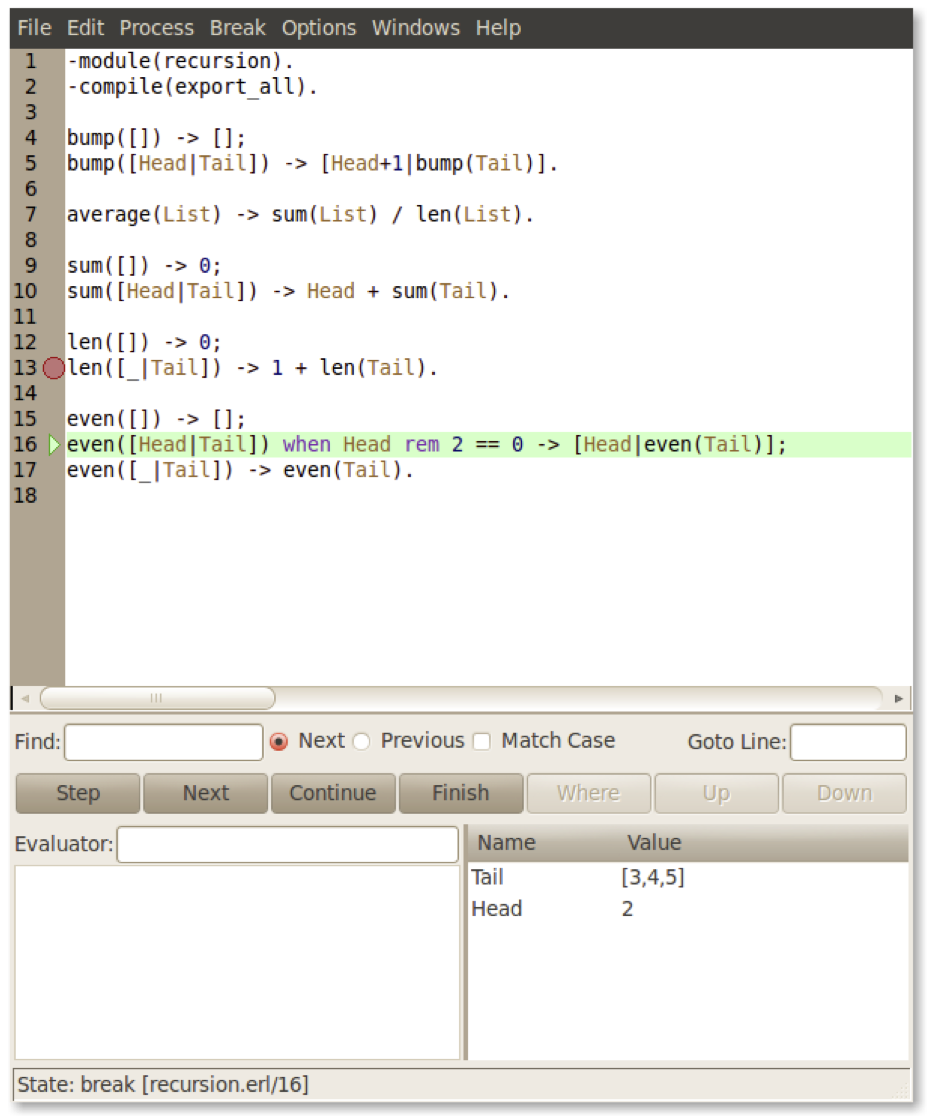 File Edit Process Break Options Windows Help
1 -module(recursion).
2 -compile(export_all).
3
4 bump([]) -> [];
5 bump([Head|Tail]) -> [Head+1|bump(Tail)].
6
7 average(List) -> sum(List) / len(List).
8
9 sum([]) -> 0;
10 sum([Head|Tail]) -> Head + sum(Tail).
11
12 len([]) -> 0;
13 len([_|Tail]) -> 1 + len(Tail).
14
15 even([]) -> [];
16 even([Head|Tail]) when Head rem 2 == 0 -> [Head|even(Tail)];
17 even([_|Tail]) -> even(Tail).
18
Find: Next Previous Match Case Goto Line:
Step Next Continue Finish Where Up Down
Evaluator:
Name Value
Tail [3,4,5]
Head 2
State: break [recursion.erl/16]